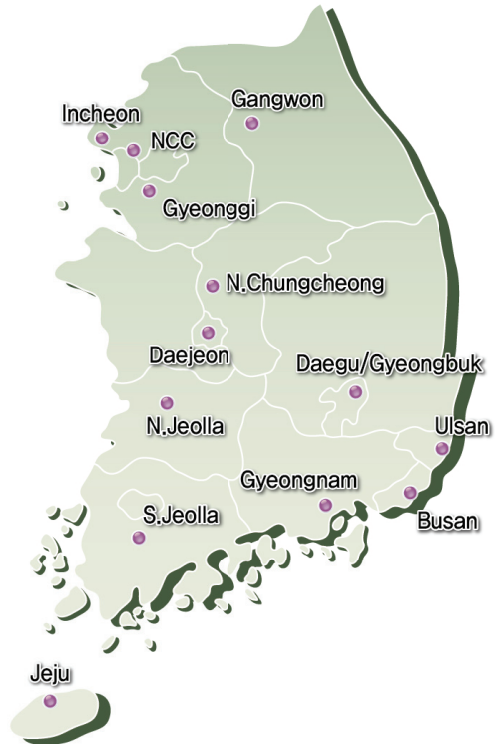 Gangwon
Incheon
NCC
Gyeonggi
N.Chungcheong
Daejeon
Daegu/Gyeongbuk
N.Jeolla
Ulsan
Gyeongnam
S.Jeolla
Busan
Jeju